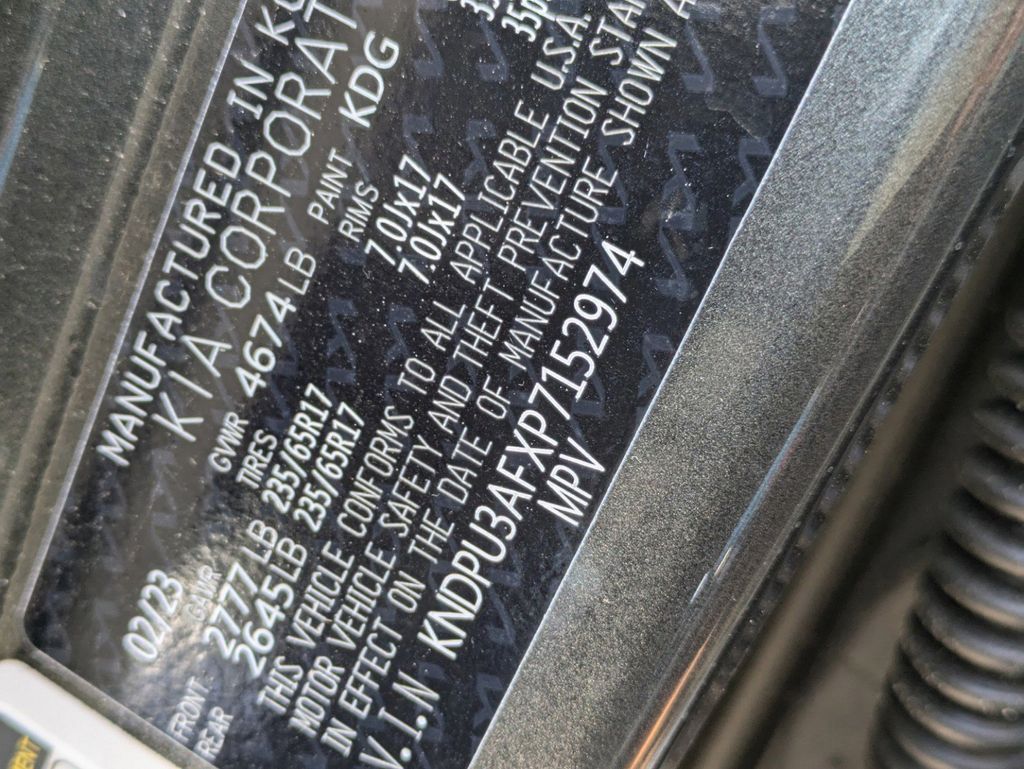 MANUFACTURED IN
KIA CORPORAT
02/23 GVWR 4674LB PAINT KDG
GAWR TIRES RIMS
FRONT 2777LB 235/65R17 7.0Jx17
REAR 2645LB 235/65R17 7.0Jx17
THIS VEHICLE CONFORMS TO ALL APPLICABLE U.S.A.
MOTOR VEHICLE SAFETY AND THEFT PREVENTION STAN
IN EFFECT ON THE DATE OF MANUFACTURE SHOWN A
V.I.N KNDPU3AFXP7152974
MPV